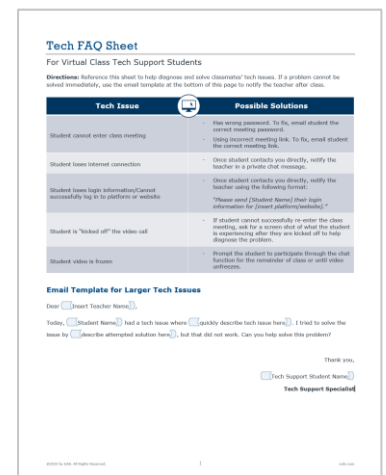 Tech FAQ Sheet
For Virtual Class Tech Support Students
Directions: Reference this sheet to help diagnose and solve classmates' tech issues. If a problem cannot be
solved immediately, use the email template at the bottom of this page to notify the teacher after class.
Tech Issue
Possible Solutions
Student cannot enter class meeting
- Has wrong password. To fix, email student the
correct meeting password.
- Using incorrect meeting link. To fix, email student
the correct meeting link.
Student loses internet connection
- Once student contacts you directly, notify the
teacher in a private chat message.
Student loses login information/Cannot
successfully log in to platform or website
- Once student contacts you directly, notify the
teacher using the following format:
"Please send [Student Name] their login
information for [insert platform/website]."
Student is "kicked off" the video call
- If student cannot successfully re-enter the class
meeting, ask for a screen shot of what the student
is experiencing after they are kicked off to help
diagnose the problem.
Student video is frozen
- Prompt the student to participate through the chat
function for the remainder of class or until video
unfreezes.
Email Template for Larger Tech Issues
Dear [Insert Teacher Name],
Today, [Student Name] had a tech issue where [quickly describe tech issue here]. I tried to solve the
issue by [describe attempted solution here], but that did not work. Can you help solve this problem?
Thank you,
[Tech Support Student Name]
Tech Support Specialist
All Rights Reserved.
1